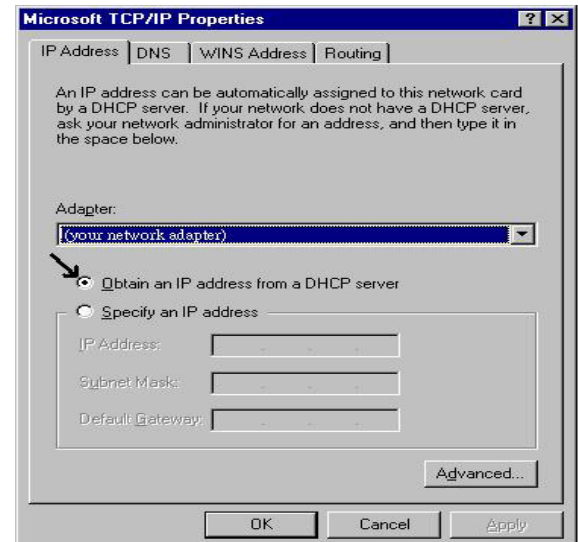 Microsoft TCP/IP Properties
IP Address DNS WINS Address Routing
An IP address can be automatically assigned to this network card
by a DHCP server. If your network does not have a DHCP server,
ask your network administrator for an address, and then type it in
the space below.
Adapter:
(your network adapter)
Obtain an IP address from a DHCP server
Specify an IP address
IP Address:
Subnet Mask:
Default Gateway:
Advanced...
OK Cancel Apply